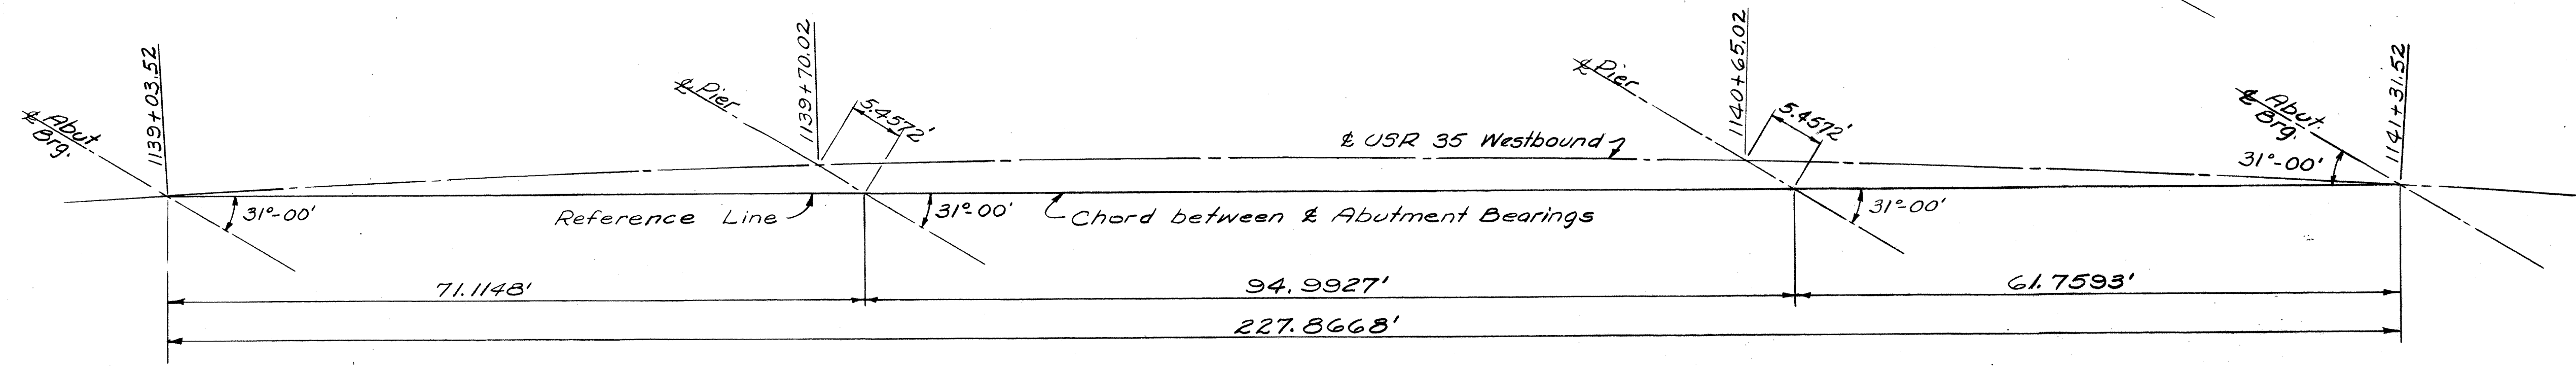 1139+03.52
1139+70.02
1140+65.02
1141+31.52
℄ Abut
Brg.
℄ Pier
5.4572'
℄ USR 35 Westbound
℄ Pier
5.4572'
℄ Abut.
Brg.
31°-00'
31°-00'
Reference Line
31°-00'
Chord between ℄ Abutment Bearings
31°-00'
71.1148'
94.9927'
61.7593'
227.8668'